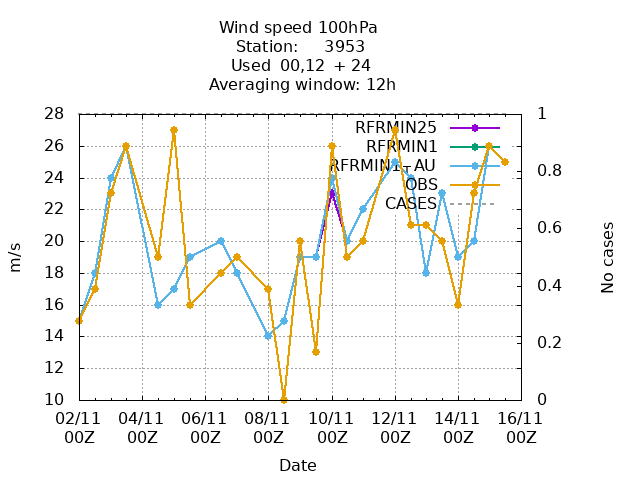 Wind speed 100hPa
Station:     3953
Used  00,12  + 24
Averaging window: 12h
28
26
24
22
20
18
16
14
12
10
m/s
1
0.8
0.6
0.4
0.2
0
No cases
RFRMIN25
RFRMIN1
RFRMIN1_AU
OBS
CASES
02/11 04/11 06/11 08/11 10/11 12/11 14/11 16/11
00Z 00Z 00Z 00Z 00Z 00Z 00Z 00Z
Date